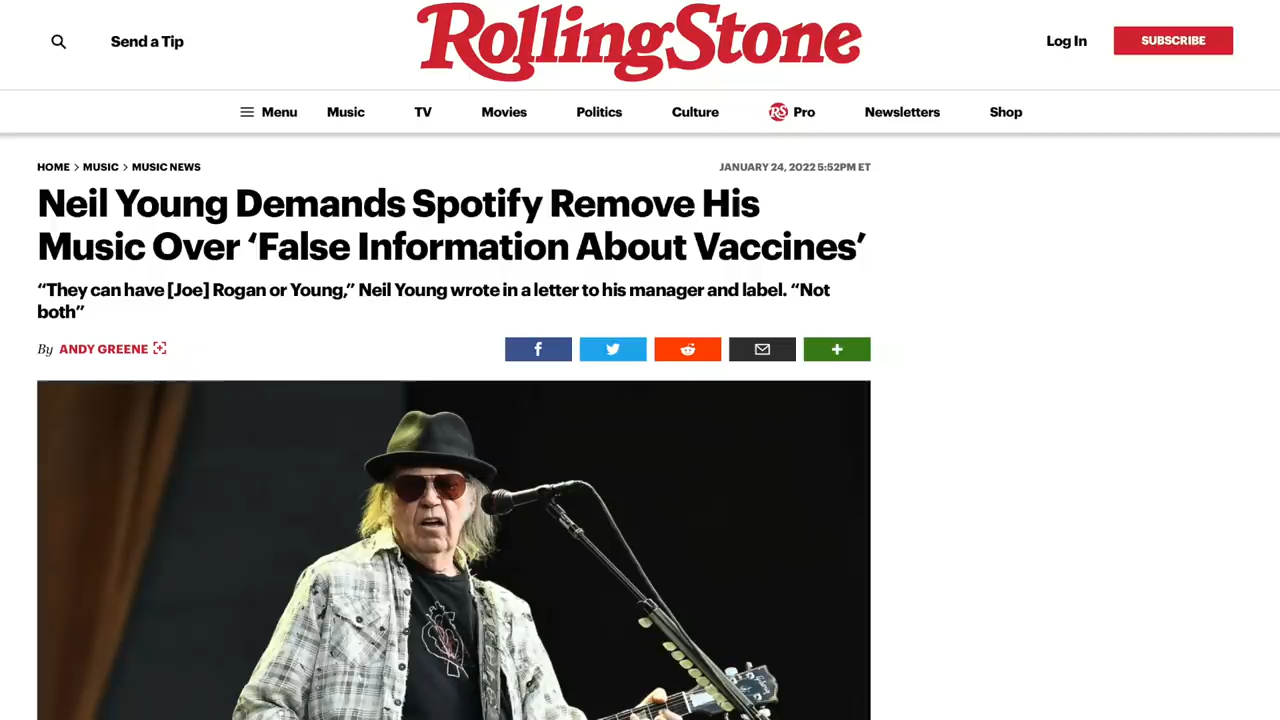 Send a Tip
RollingStone
Log In
SUBSCRIBE
Menu
Music
TV
Movies
Politics
Culture
RS Pro
Newsletters
Shop
HOME > MUSIC > MUSIC NEWS
JANUARY 24, 2022 5:52PM ET
Neil Young Demands Spotify Remove His
Music Over ‘False Information About Vaccines’
“They can have [Joe] Rogan or Young,” Neil Young wrote in a letter to his manager and label. “Not
both”
By ANDY GREENE
Gibson